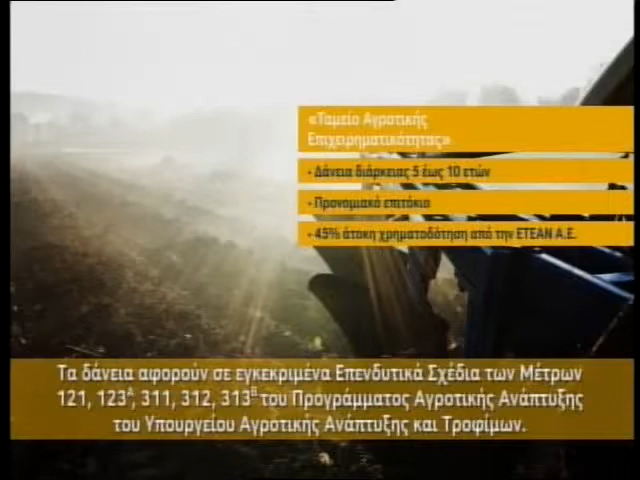 «Ταμείο Αγροτικής
Επιχειρηματικότητας»
• Δάνεια διάρκειας 5 έως 10 ετών
• Προνομιακό επιτόκιο
• 45% άτοκη χρηματοδότηση από την ΕΤΕΑΝ Α.Ε.
Τα δάνεια αφορούν σε εγκεκριμένα Επενδυτικά Σχέδια των Μέτρων
121, 123Α, 311, 312, 313Β του Προγράμματος Αγροτικής Ανάπτυξης
του Υπουργείου Αγροτικής Ανάπτυξης και Τροφίμων.